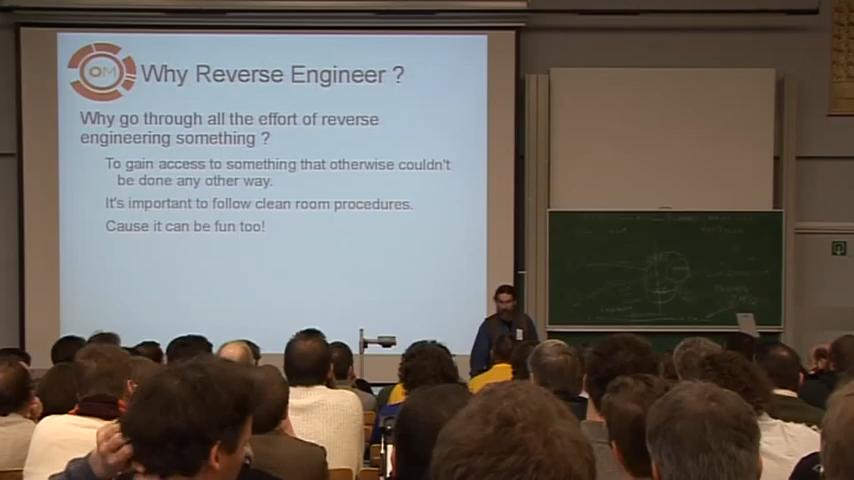 OM
Why Reverse Engineer ?
Why go through all the effort of reverse
engineering something ?
To gain access to something that otherwise couldn't
be done any other way.
It's important to follow clean room procedures.
Cause it can be fun too!